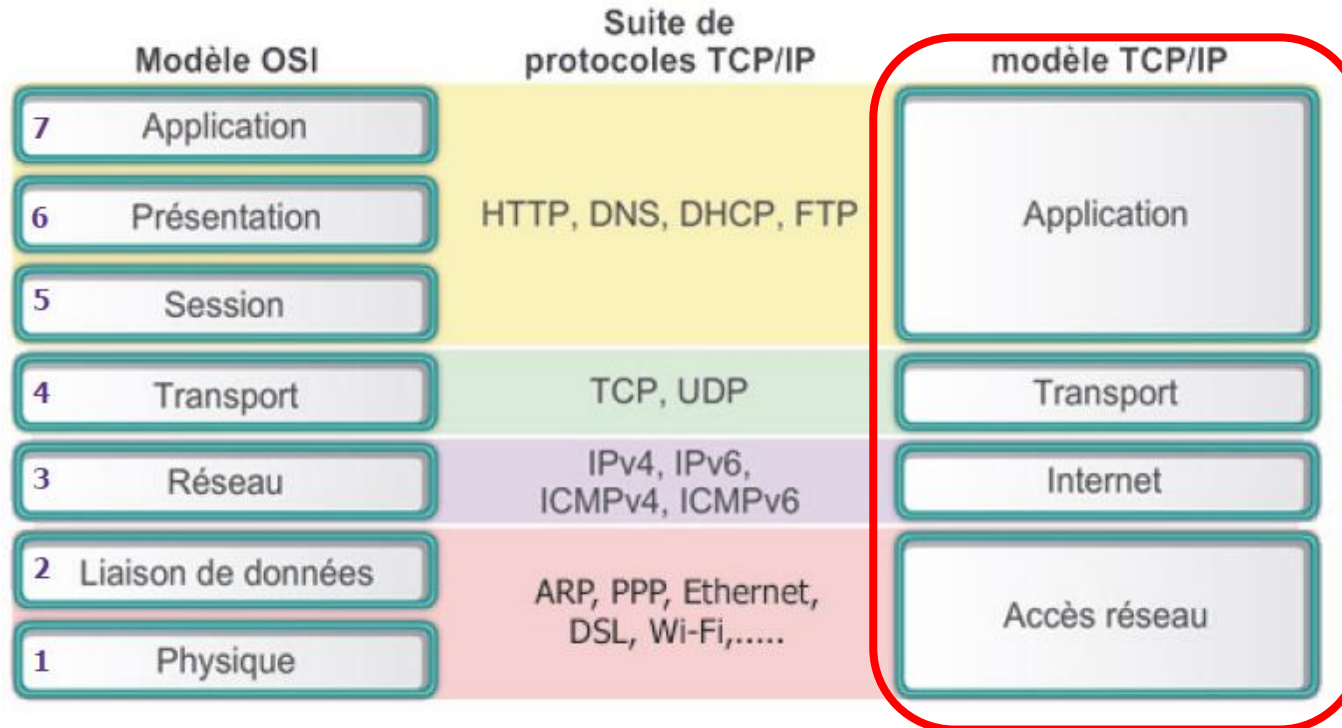 Modèle OSI
Suite de
protocoles TCP/IP
modèle TCP/IP
7 Application
6 Présentation
HTTP, DNS, DHCP, FTP
Application
5 Session
4 Transport
TCP, UDP
Transport
3 Réseau
IPv4, IPv6,
ICMPv4, ICMPv6
Internet
2 Liaison de données
ARP, PPP, Ethernet,
DSL, Wi-Fi,.....
Accès réseau
1 Physique